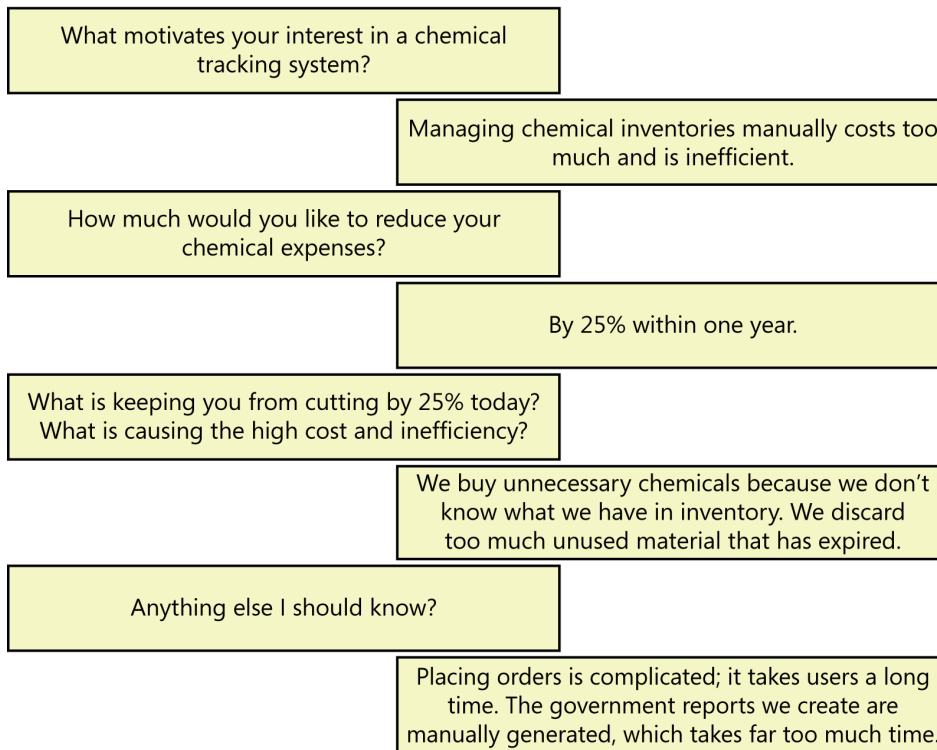 What motivates your interest in a chemical
tracking system?
Managing chemical inventories manually costs too
much and is inefficient.
How much would you like to reduce your
chemical expenses?
By 25% within one year.
What is keeping you from cutting by 25% today?
What is causing the high cost and inefficiency?
We buy unnecessary chemicals because we don’t
know what we have in inventory. We discard
too much unused material that has expired.
Anything else I should know?
Placing orders is complicated; it takes users a long
time. The government reports we create are
manually generated, which takes far too much time.